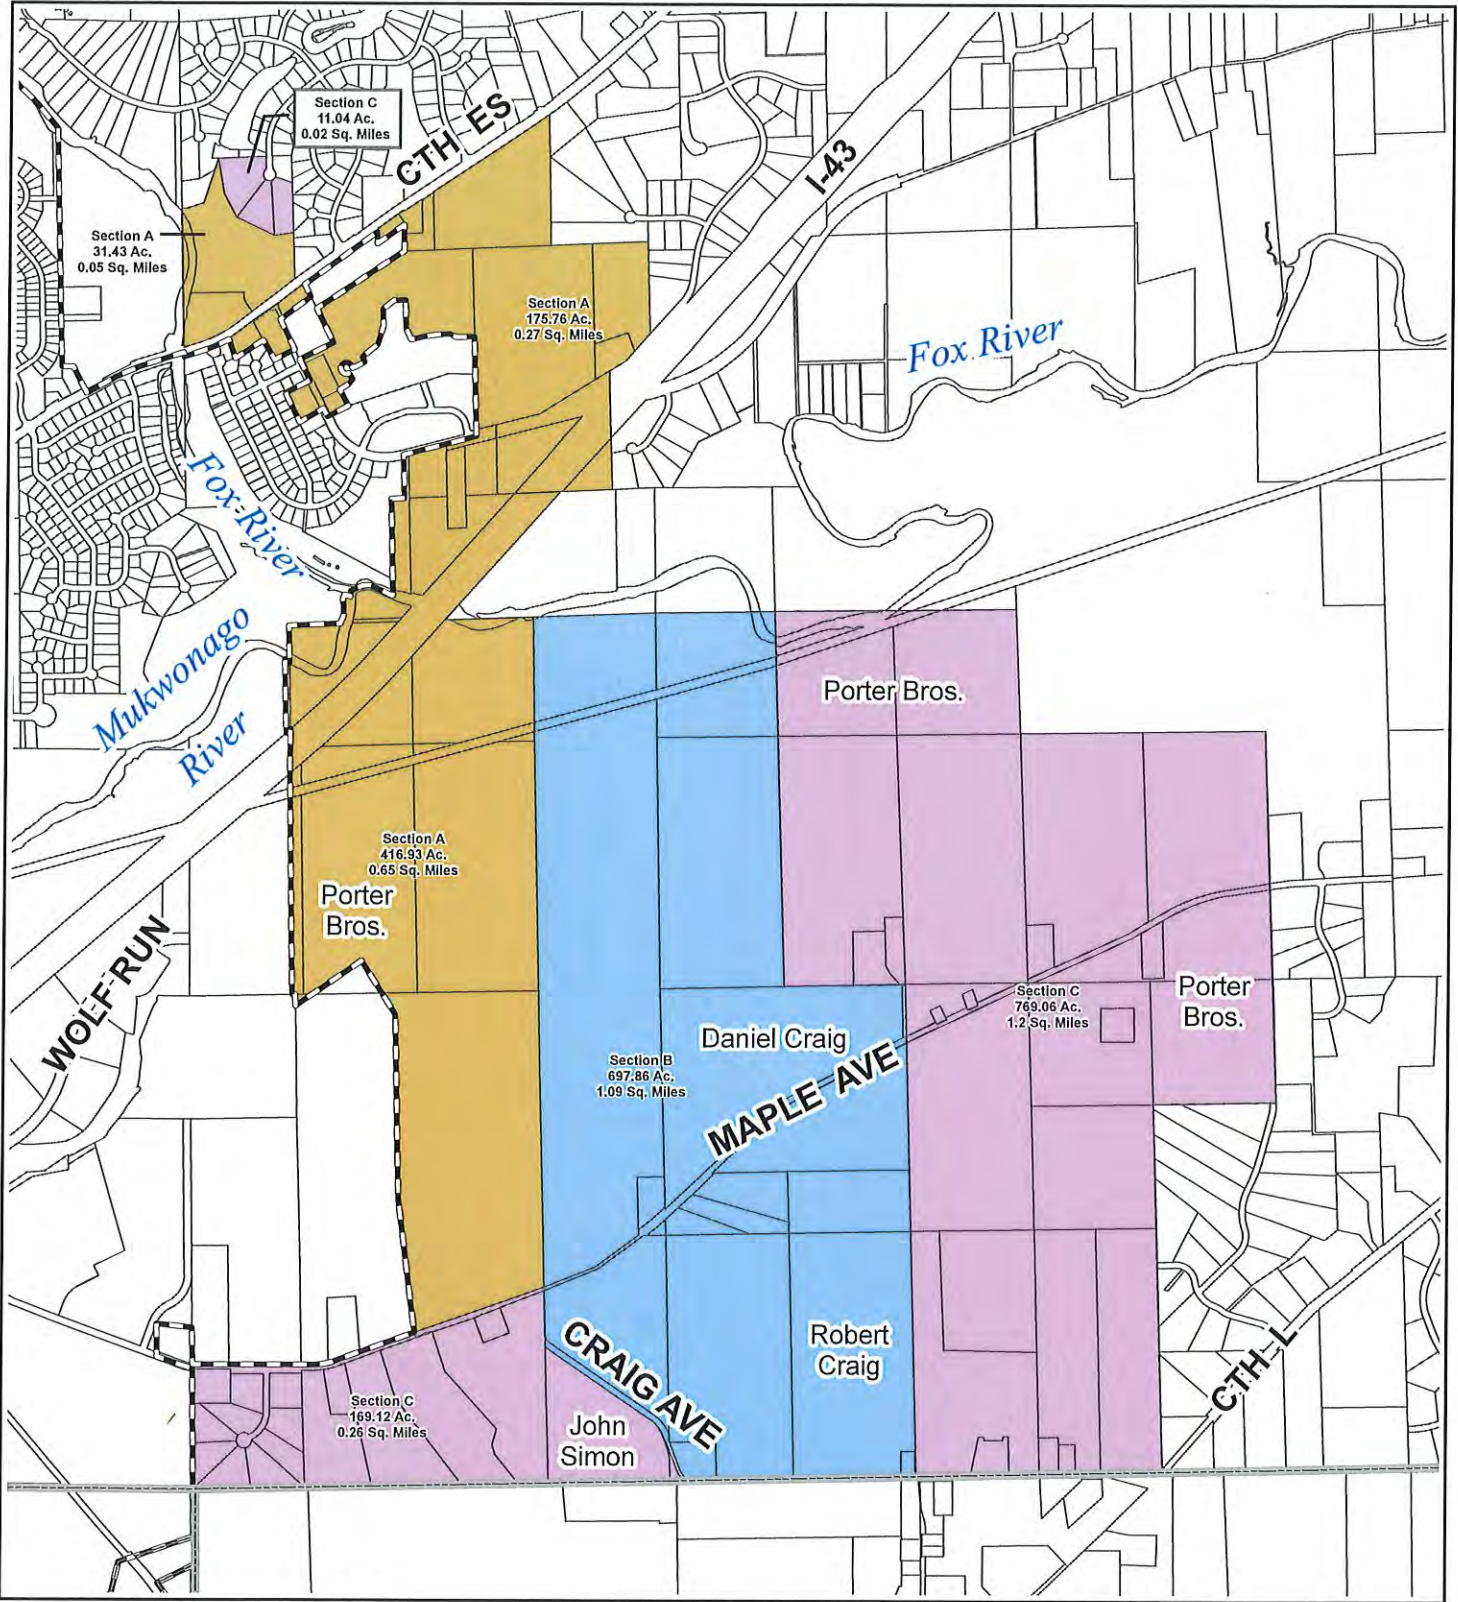 Section C
11.04 Ac.
0.02 Sq. Miles
CTH ES
I-43
Section A
31.43 Ac.
0.05 Sq. Miles
Section A
175.76 Ac.
0.27 Sq. Miles
Fox River
Fox River
Mukwonago
River
Porter Bros.
Section A
416.93 Ac.
0.65 Sq. Miles
Porter
Bros.
WOLF RUN
Section C
769.06 Ac.
1.2 Sq. Miles
Porter
Bros.
Daniel Craig
Section B
697.86 Ac.
1.09 Sq. Miles
MAPLE AVE
CRAIG AVE
Robert
Craig
CTH L
Section C
169.12 Ac.
0.26 Sq. Miles
John
Simon